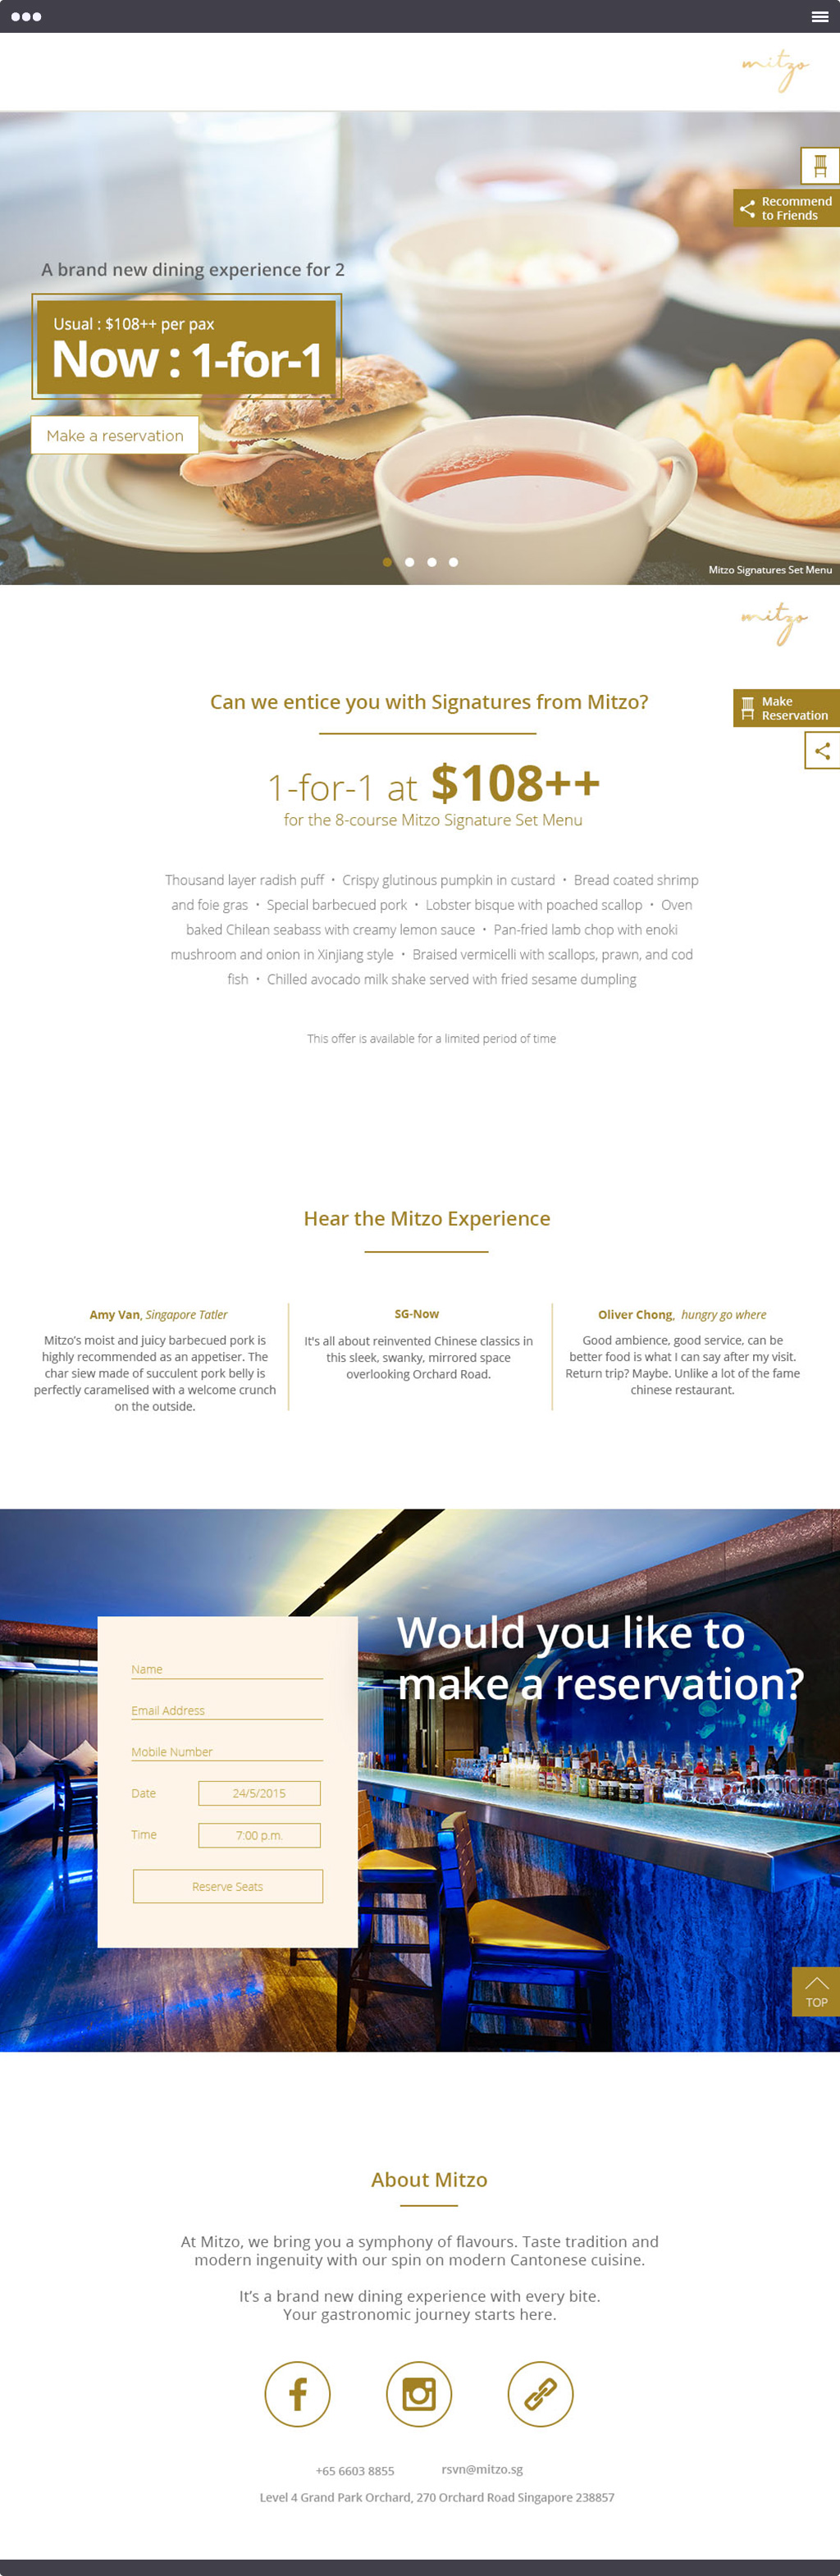 mitzo
Recommend
to Friends
A brand new dining experience for 2
Usual : $108++ per pax
Now : 1-for-1
Make a reservation
Mitzo Signatures Set Menu
mitzo
Make
Reservation
Can we entice you with Signatures from Mitzo?
1-for-1 at $108++
for the 8-course Mitzo Signature Set Menu
Thousand layer radish puff • Crispy glutinous pumpkin in custard • Bread coated shrimp
and foie gras • Special barbecued pork • Lobster bisque with poached scallop • Oven
baked Chilean seabass with creamy lemon sauce • Pan-fried lamb chop with enoki
mushroom and onion in Xinjiang style • Braised vermicelli with scallops, prawn, and cod
fish • Chilled avocado milk shake served with fried sesame dumpling
This offer is available for a limited period of time
Hear the Mitzo Experience
Amy Van, Singapore Tatler
Mitzo's moist and juicy barbecued pork is
highly recommended as an appetiser. The
char siew made of succulent pork belly is
perfectly caramelised with a welcome crunch
on the outside.
SG-Now
It's all about reinvented Chinese classics in
this sleek, swanky, mirrored space
overlooking Orchard Road.
Oliver Chong, hungry go where
Good ambience, good service, can be
better food is what I can say after my visit.
Return trip? Maybe. Unlike a lot of the fame
chinese restaurant.
Would you like to
make a reservation?
Name
Email Address
Mobile Number
Date 24/5/2015
Time 7:00 p.m.
Reserve Seats
TOP
About Mitzo
At Mitzo, we bring you a symphony of flavours. Taste tradition and
modern ingenuity with our spin on modern Cantonese cuisine.
It's a brand new dining experience with every bite.
Your gastronomic journey starts here.
+65 6603 8855 rsvn@mitzo.sg
Level 4 Grand Park Orchard, 270 Orchard Road Singapore 238857